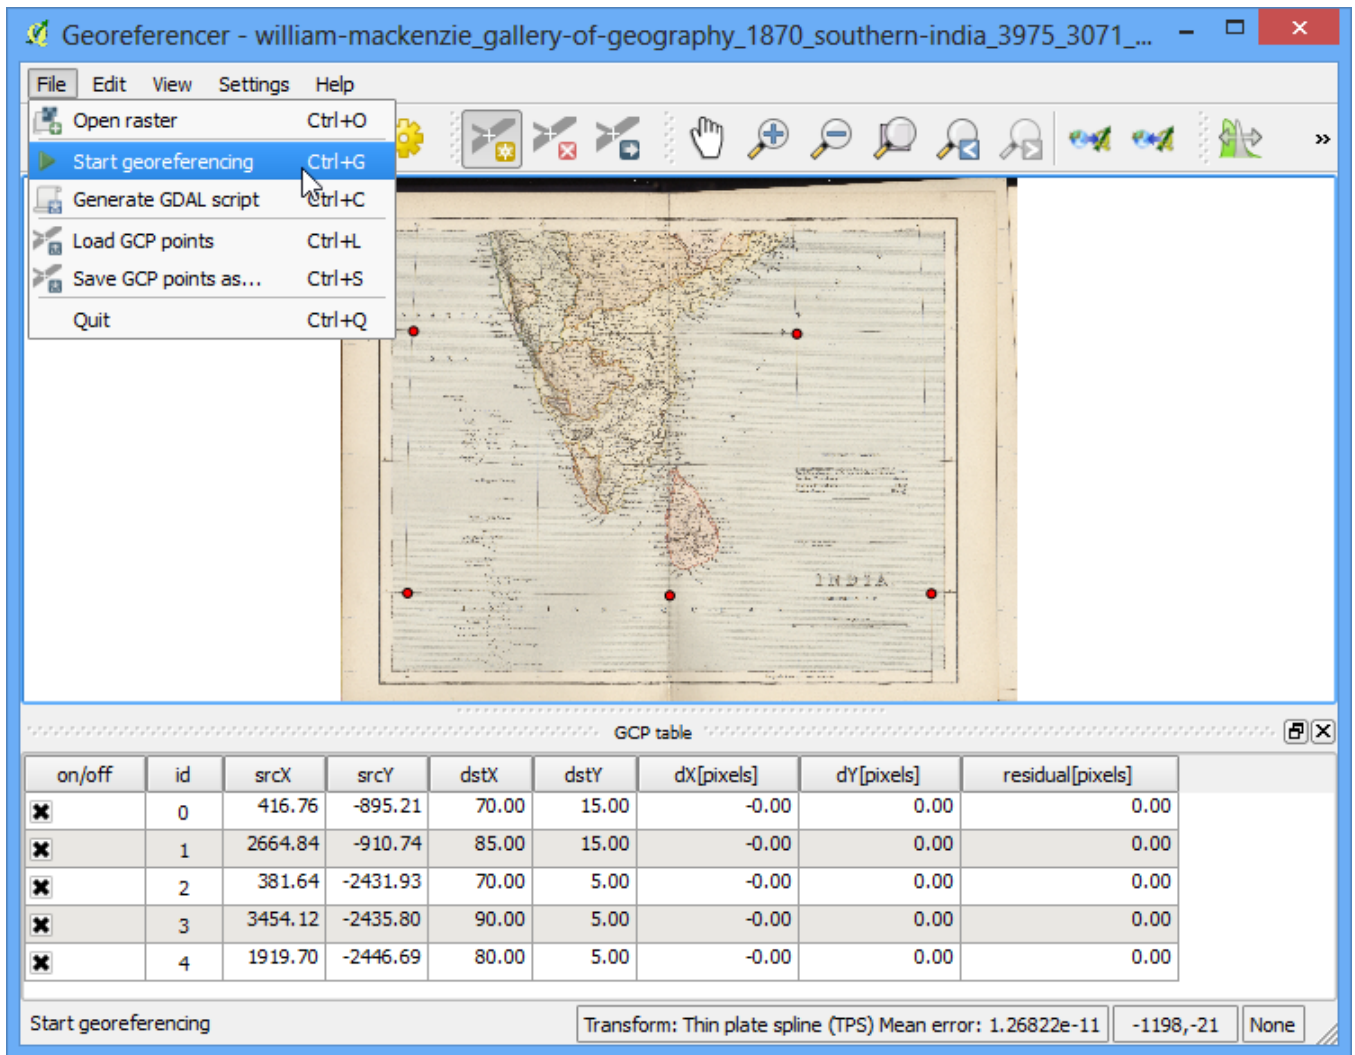 Georeferencer - william-mackenzie_gallery-of-geography_1870_southern-india_3975_3071_...
File Edit View Settings Help
Open raster Ctrl+O
Start georeferencing Ctrl+G
Generate GDAL script Ctrl+C
Load GCP points Ctrl+L
Save GCP points as... Ctrl+S
Quit Ctrl+Q
»
INDIA
GCP table
on/off id srcX srcY dstX dstY dX[pixels] dY[pixels] residual[pixels]
0 416.76 -895.21 70.00 15.00 -0.00 0.00 0.00
1 2664.84 -910.74 85.00 15.00 -0.00 0.00 0.00
2 381.64 -2431.93 70.00 5.00 -0.00 0.00 0.00
3 3454.12 -2435.80 90.00 5.00 -0.00 0.00 0.00
4 1919.70 -2446.69 80.00 5.00 -0.00 0.00 0.00
Start georeferencing Transform: Thin plate spline (TPS) Mean error: 1.26822e-11 -1198,-21 None